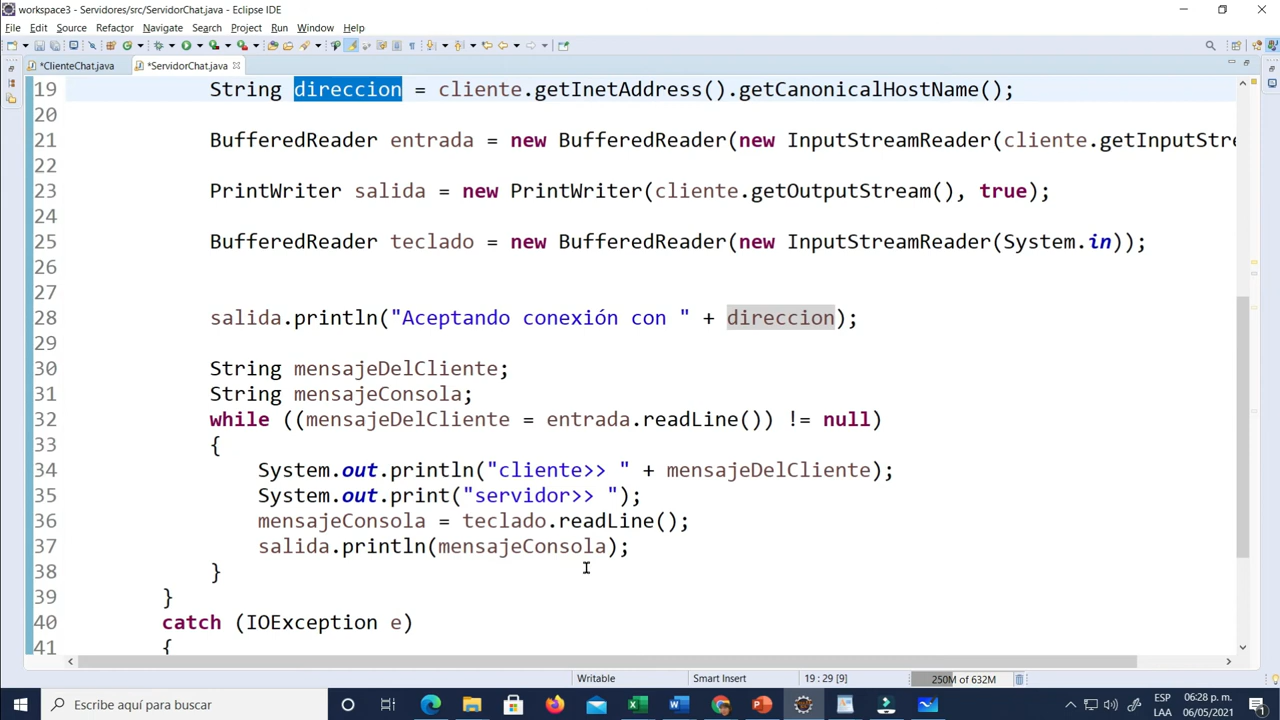 workspace3 - Servidores/src/ServidorChat.java - Eclipse IDE
File Edit Source Refactor Navigate Search Project Run Window Help
*ClienteChat.java *ServidorChat.java
19 String direccion = cliente.getInetAddress().getCanonicalHostName();
20
21 BufferedReader entrada = new BufferedReader(new InputStreamReader(cliente.getInputStre
22
23 PrintWriter salida = new PrintWriter(cliente.getOutputStream(), true);
24
25 BufferedReader teclado = new BufferedReader(new InputStreamReader(System.in));
26
27
28 salida.println("Aceptando conexión con " + direccion);
29
30 String mensajeDelCliente;
31 String mensajeConsola;
32 while ((mensajeDelCliente = entrada.readLine()) != null)
33 {
34 System.out.println("cliente>> " + mensajeDelCliente);
35 System.out.print("servidor>> ");
36 mensajeConsola = teclado.readLine();
37 salida.println(mensajeConsola);
38 }
39 }
40 catch (IOException e)
41 {
Writable Smart Insert 19 : 29 [9] 250M of 632M
Escribe aquí para buscar
ESP 06:28 p. m.
LAA 06/05/2021 1